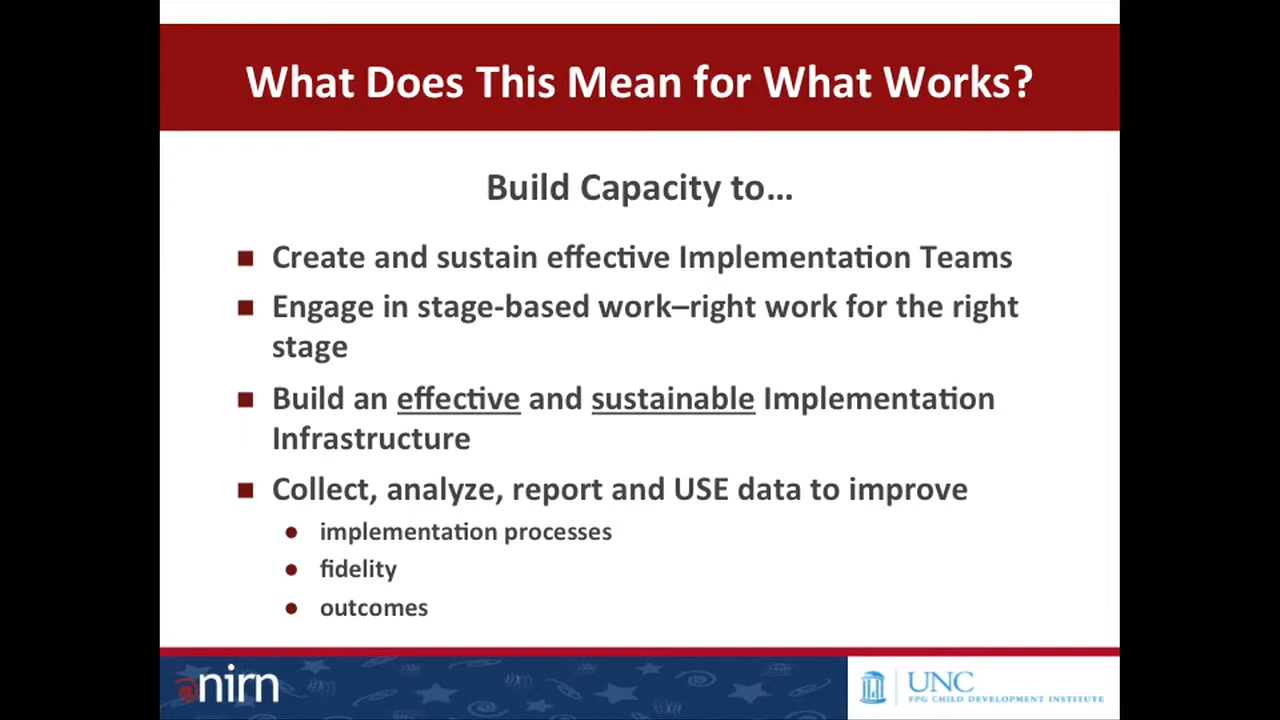 What Does This Mean for What Works?
Build Capacity to...
Create and sustain effective Implementation Teams
Engage in stage-based work–right work for the right
stage
Build an effective and sustainable Implementation
Infrastructure
Collect, analyze, report and USE data to improve
implementation processes
fidelity
outcomes
nirn
UNC
FPG CHILD DEVELOPMENT INSTITUTE